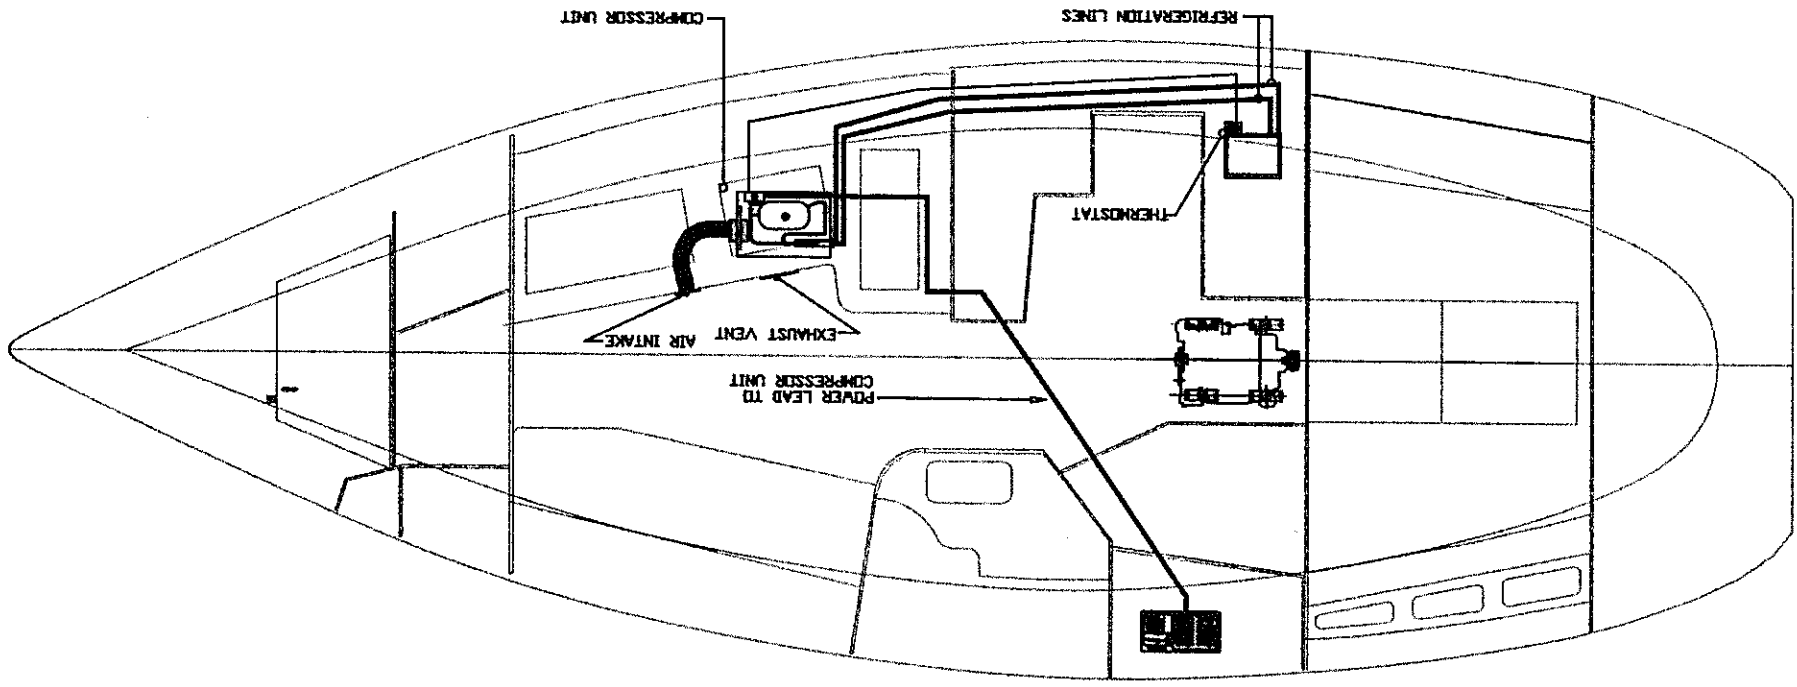 POWER LEAD TO
COMPRESSOR UNIT
AIR INTAKE
EXHAUST VENT
THERMOSTAT
REFRIGERATION LINES
COMPRESSOR UNIT